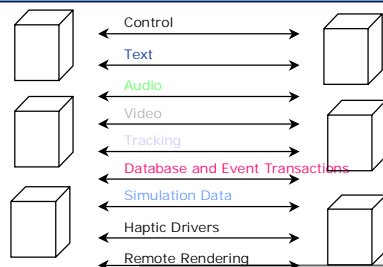 Control
Text
Audio
Video
Tracking
Database and Event Transactions
Simulation Data
Haptic Drivers
Remote Rendering